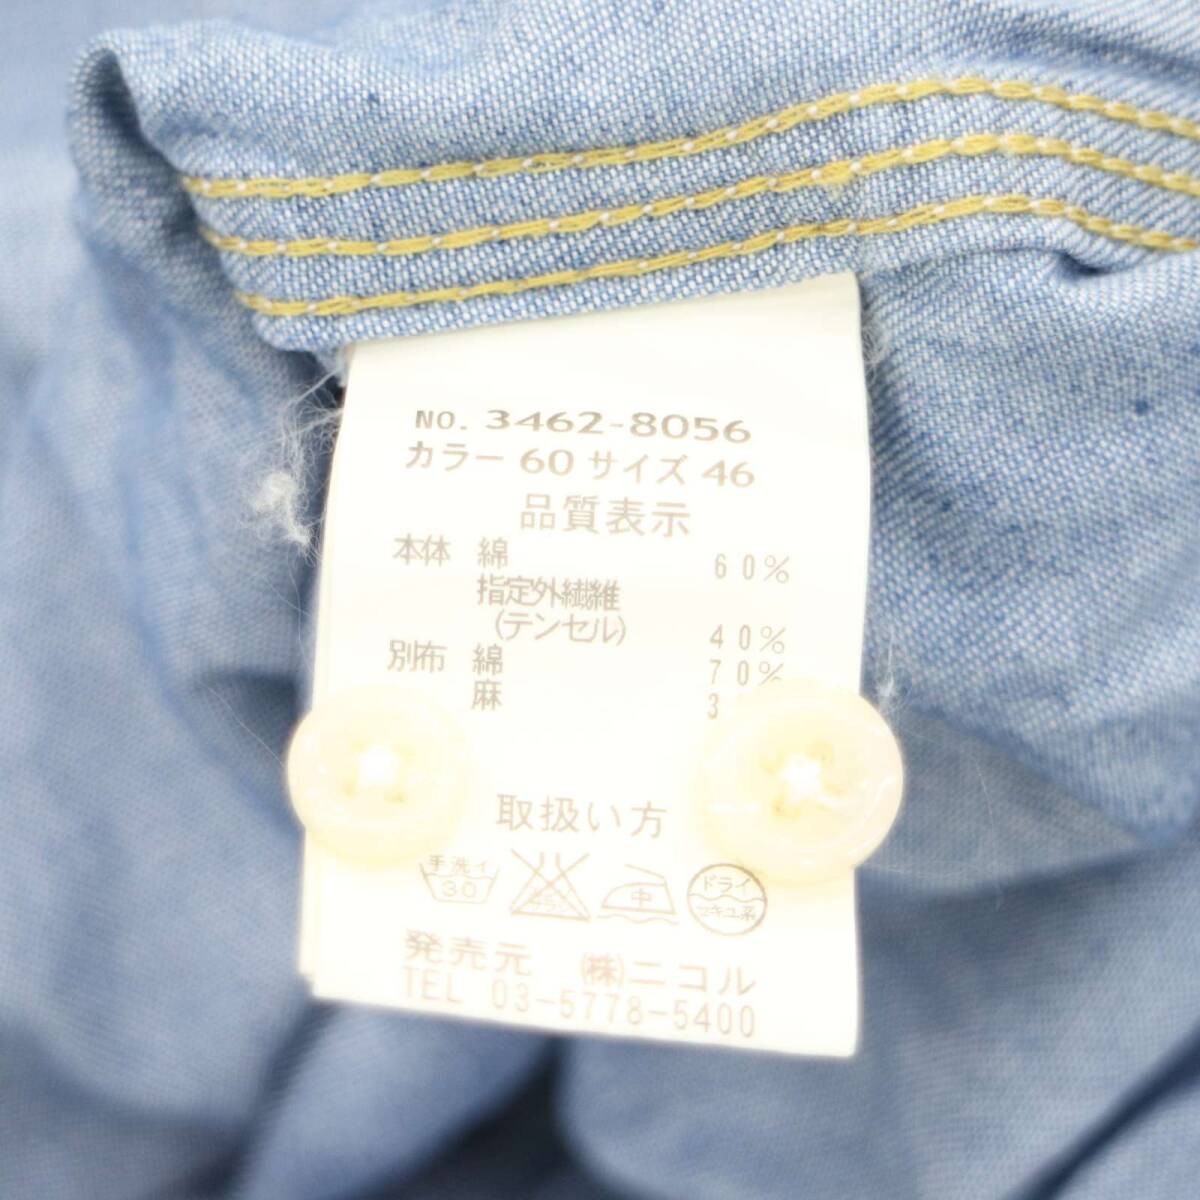 NO. 3462-8056
カラー 60 サイズ 46
品質表示
本体 綿 60%
指定外繊維
(テンセル) 40%
別布 綿 70%
麻 3
取扱い方
手洗イ 30 中 ドライ
発売元 (株)ニコル
TEL 03-5778-5400